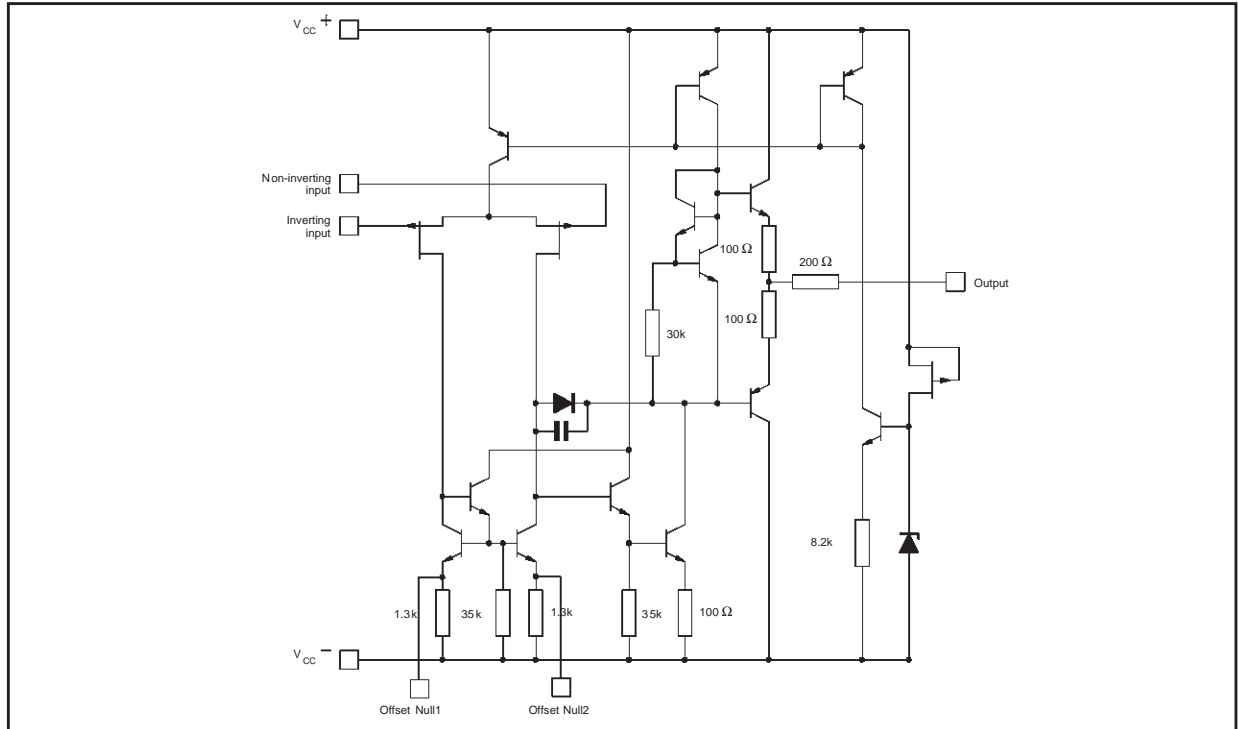 V CC +
Non-inverting
input
Inverting
input
100 Ω
200 Ω
Output
100 Ω
30k
8.2k
1.3k
35k
1.3k
35k
100 Ω
V CC −
Offset Null1
Offset Null2